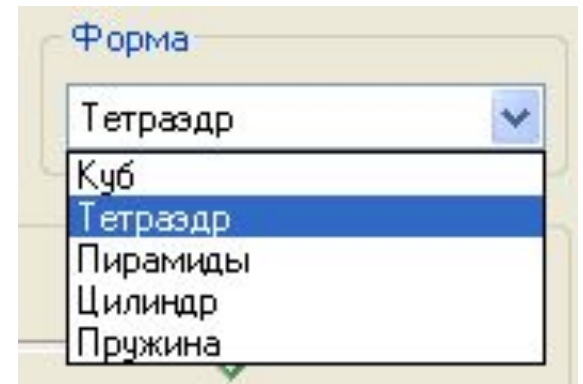 Форма
Тетраэдр
Куб
Тетраэдр
Пирамиды
Цилиндр
Пружина